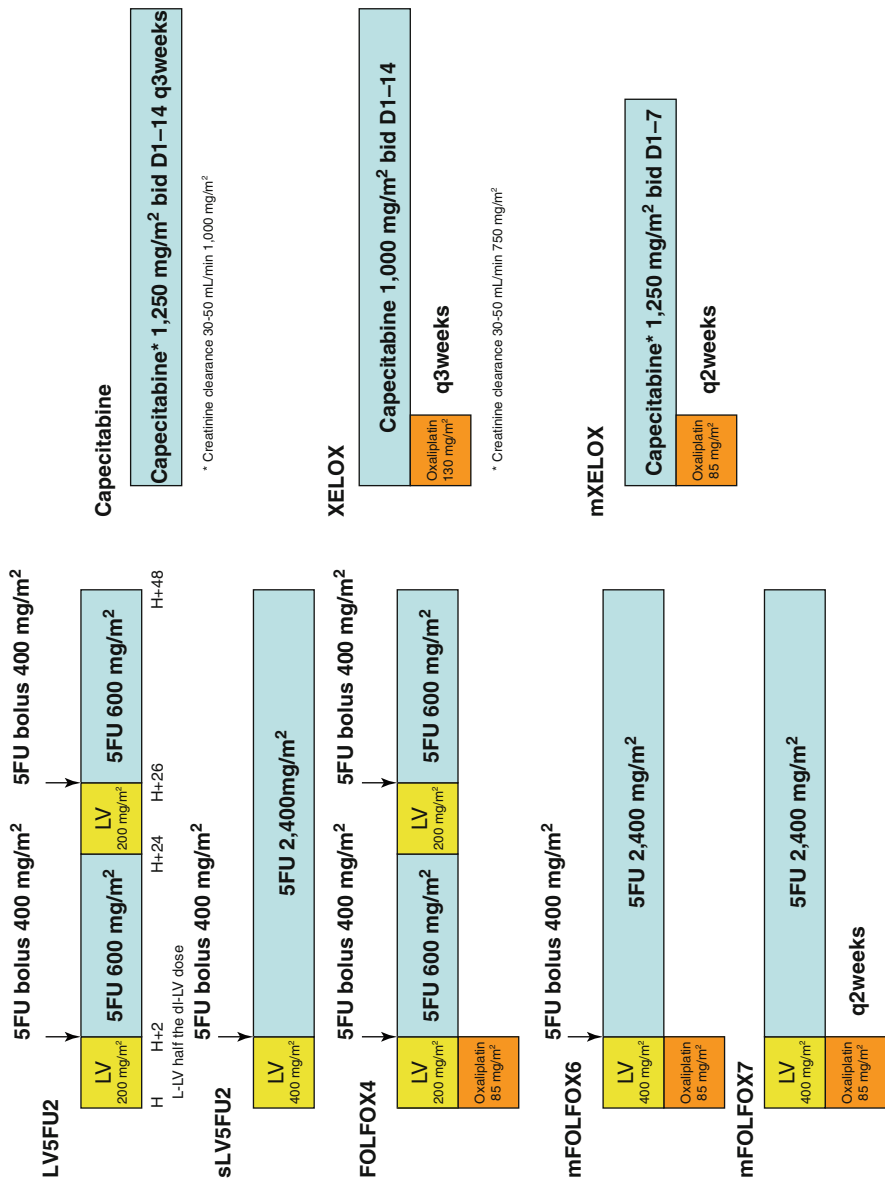 LV5FU2
5FU bolus 400 mg/m²
5FU bolus 400 mg/m²
LV
200 mg/m²
5FU 600 mg/m²
LV
200 mg/m²
5FU 600 mg/m²
H
H+2
H+24
H+26
H+48
L-LV half the dl-LV dose
sLV5FU2
5FU bolus 400 mg/m²
LV
400 mg/m²
5FU 2,400mg/m²
FOLFOX4
5FU bolus 400 mg/m²
5FU bolus 400 mg/m²
LV
200 mg/m²
5FU 600 mg/m²
LV
200 mg/m²
5FU 600 mg/m²
Oxaliplatin
85 mg/m²
mFOLFOX6
5FU bolus 400 mg/m²
LV
400 mg/m²
5FU 2,400 mg/m²
Oxaliplatin
85 mg/m²
mFOLFOX7
LV
400 mg/m²
5FU 2,400 mg/m²
Oxaliplatin
85 mg/m²
q2weeks
Capecitabine
Capecitabine* 1,250 mg/m² bid D1–14 q3weeks
* Creatinine clearance 30-50 mL/min 1,000 mg/m²
XELOX
Capecitabine 1,000 mg/m² bid D1–14
Oxaliplatin
130 mg/m²
q3weeks
* Creatinine clearance 30-50 mL/min 750 mg/m²
mXELOX
Capecitabine* 1,250 mg/m² bid D1–7
Oxaliplatin
85 mg/m²
q2weeks